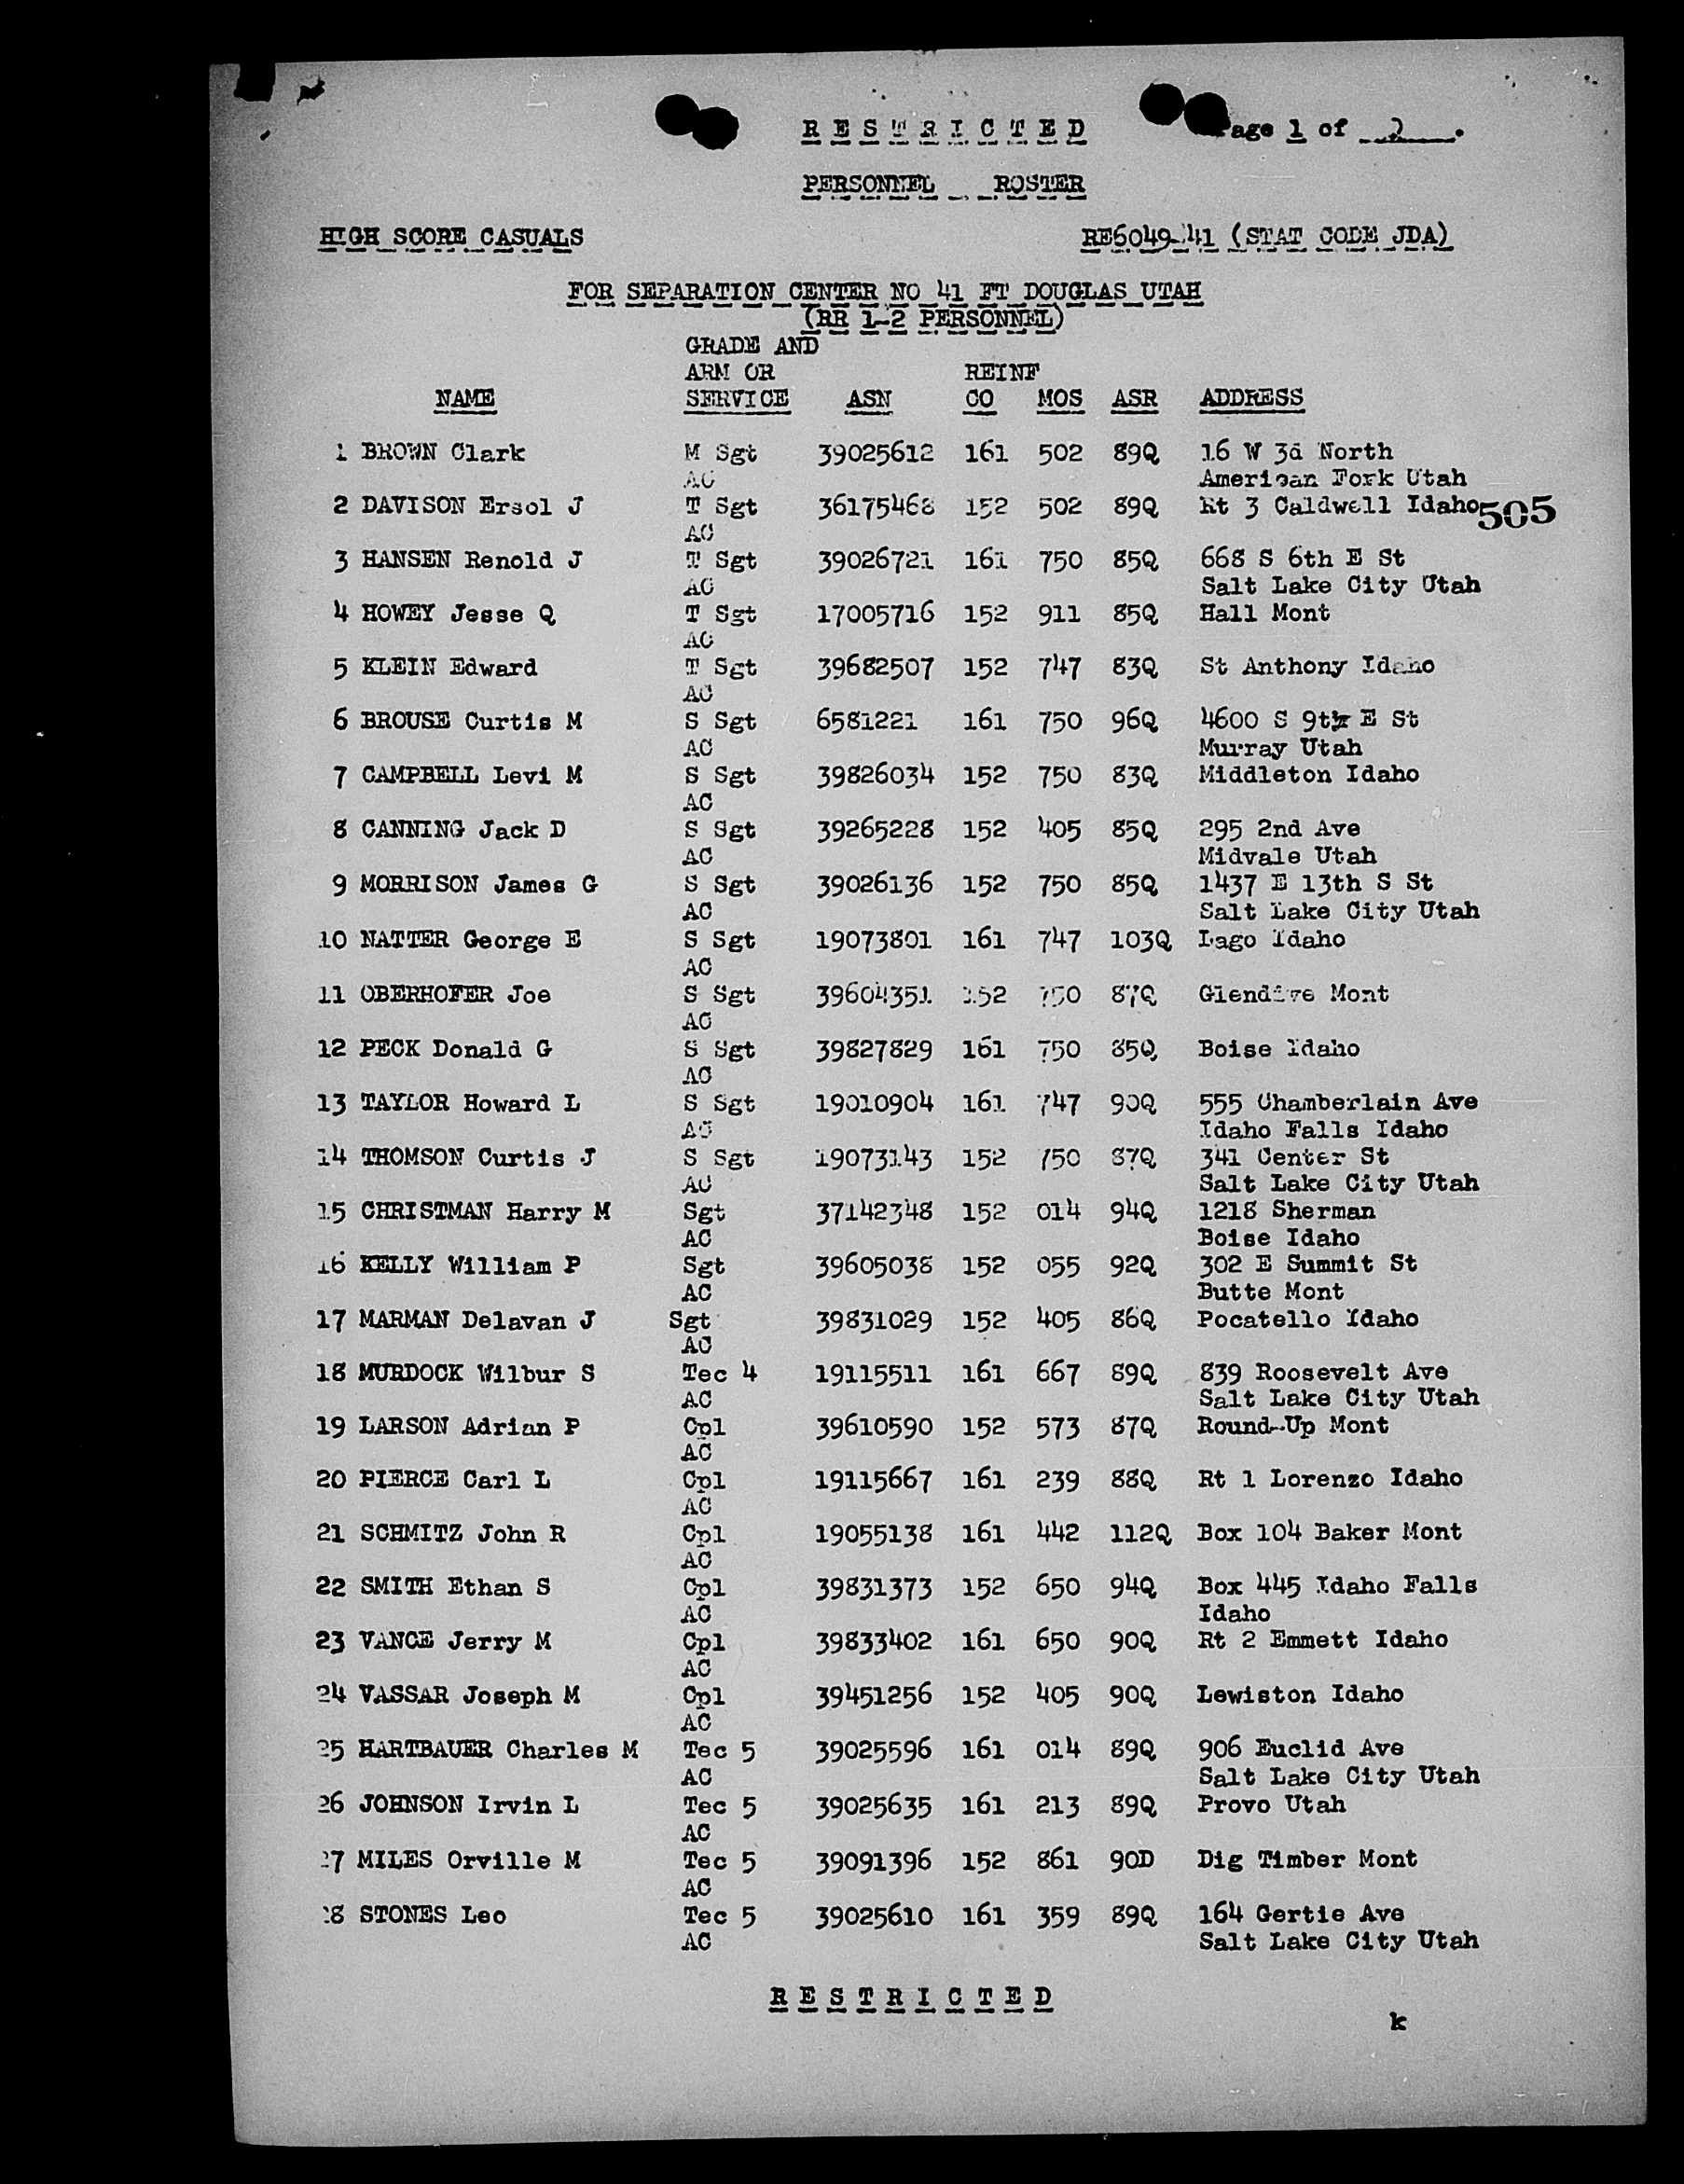 RESTRICTED
Page 1 of 2.
PERSONNEL ROSTER
HIGH SCORE CASUALS RE6049-41 (STAT CODE JDA)
FOR SEPARATION CENTER NO 41 FT DOUGLAS UTAH
(RR 1-2 PERSONNEL)
GRADE AND
ARM OR REINF
NAME SERVICE ASN CO MOS ASR ADDRESS
1 BROWN Clark M Sgt 39025612 161 502 89Q 16 W 3d North
AC American Fork Utah
2 DAVISON Ersol J T Sgt 36175468 152 502 89Q Rt 3 Caldwell Idaho 505
AC
3 HANSEN Renold J T Sgt 39026721 161 750 85Q 668 S 6th E St
AC Salt Lake City Utah
4 HOWEY Jesse Q T Sgt 17005716 152 911 85Q Hall Mont
AC
5 KLEIN Edward T Sgt 39682507 152 747 83Q St Anthony Idaho
AC
6 BROUSE Curtis M S Sgt 6581221 161 750 96Q 4600 S 9th E St
AC Murray Utah
7 CAMPBELL Levi M S Sgt 39826034 152 750 83Q Middleton Idaho
AC
8 CANNING Jack D S Sgt 39265228 152 405 85Q 295 2nd Ave
AC Midvale Utah
9 MORRISON James G S Sgt 39026136 152 750 85Q 1437 E 13th S St
AC Salt Lake City Utah
10 NATTER George E S Sgt 19073801 161 747 103Q Lago Idaho
AC
11 OBERHOFER Joe S Sgt 39604351 152 750 87Q Glendive Mont
AC
12 PECK Donald G S Sgt 39827829 161 750 85Q Boise Idaho
AC
13 TAYLOR Howard L S Sgt 19010904 161 747 90Q 555 Chamberlain Ave
AC Idaho Falls Idaho
14 THOMSON Curtis J S Sgt 19073143 152 750 87Q 341 Center St
AC Salt Lake City Utah
15 CHRISTMAN Harry M Sgt 37142348 152 014 94Q 1218 Sherman
AC Boise Idaho
16 KELLY William P Sgt 39605038 152 055 92Q 302 E Summit St
AC Butte Mont
17 MARMAN Delavan J Sgt 39831029 152 405 86Q Pocatello Idaho
AC
18 MURDOCK Wilbur S Tec 4 19115511 161 667 89Q 839 Roosevelt Ave
AC Salt Lake City Utah
19 LARSON Adrian P Cpl 39610590 152 573 87Q Round-Up Mont
AC
20 PIERCE Carl L Cpl 19115667 161 239 88Q Rt 1 Lorenzo Idaho
AC
21 SCHMITZ John R Cpl 19055138 161 442 112Q Box 104 Baker Mont
AC
22 SMITH Ethan S Cpl 39831373 152 650 94Q Box 445 Idaho Falls
AC Idaho
23 VANCE Jerry M Cpl 39833402 161 650 90Q Rt 2 Emmett Idaho
AC
24 VASSAR Joseph M Cpl 39451256 152 405 90Q Lewiston Idaho
AC
25 HARTBAUER Charles M Tec 5 39025596 161 014 89Q 906 Euclid Ave
AC Salt Lake City Utah
26 JOHNSON Irvin L Tec 5 39025635 161 213 89Q Provo Utah
AC
27 MILES Orville M Tec 5 39091396 152 861 90D Dig Timber Mont
AC
28 STONES Leo Tec 5 39025610 161 359 89Q 164 Gertie Ave
AC Salt Lake City Utah
RESTRICTED
k